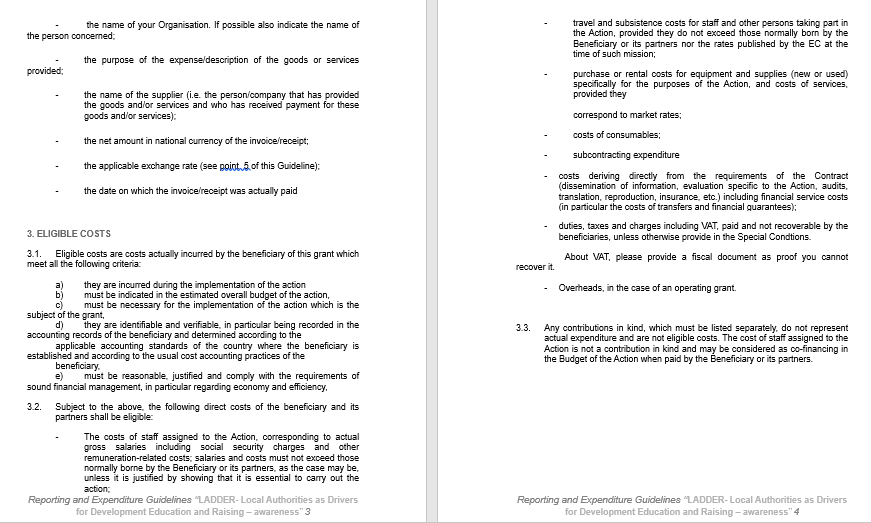 - the name of your Organisation. If possible also indicate the name of
the person concerned;
- the purpose of the expense/description of the goods or services
provided;
- the name of the supplier (i.e. the person/company that has provided
the goods and/or services and who has received payment for these
goods and/or services);
- the net amount in national currency of the invoice/receipt;
- the applicable exchange rate (see point. 5 of this Guideline);
- the date on which the invoice/receipt was actually paid
3. ELIGIBLE COSTS
3.1. Eligible costs are costs actually incurred by the beneficiary of this grant which
meet all the following criteria:
a) they are incurred during the implementation of the action
b) must be indicated in the estimated overall budget of the action,
c) must be necessary for the implementation of the action which is the
subject of the grant,
d) they are identifiable and verifiable, in particular being recorded in the
accounting records of the beneficiary and determined according to the
applicable accounting standards of the country where the beneficiary is
established and according to the usual cost accounting practices of the
beneficiary,
e) must be reasonable, justified and comply with the requirements of
sound financial management, in particular regarding economy and efficiency,
3.2. Subject to the above, the following direct costs of the beneficiary and its
partners shall be eligible:
- The costs of staff assigned to the Action, corresponding to actual
gross salaries including social security charges and other
remuneration-related costs; salaries and costs must not exceed those
normally borne by the Beneficiary or its partners, as the case may be,
unless it is justified by showing that it is essential to carry out the
action;
Reporting and Expenditure Guidelines "LADDER- Local Authorities as Drivers
for Development Education and Raising – awareness" 3
- travel and subsistence costs for staff and other persons taking part in
the Action, provided they do not exceed those normally born by the
Beneficiary or its partners nor the rates published by the EC at the
time of such mission;
- purchase or rental costs for equipment and supplies (new or used)
specifically for the purposes of the Action, and costs of services,
provided they
correspond to market rates;
- costs of consumables;
- subcontracting expenditure
- costs deriving directly from the requirements of the Contract
(dissemination of information, evaluation specific to the Action, audits,
translation, reproduction, insurance, etc.) including financial service costs
(in particular the costs of transfers and financial guarantees);
- duties, taxes and charges including VAT, paid and not recoverable by the
beneficiaries, unless otherwise provide in the Special Condtions.
About VAT, please provide a fiscal document as proof you cannot
recover it.
- Overheads, in the case of an operating grant.
3.3. Any contributions in kind, which must be listed separately, do not represent
actual expenditure and are not eligible costs. The cost of staff assigned to the
Action is not a contribution in kind and may be considered as co-financing in
the Budget of the Action when paid by the Beneficiary or its partners.
Reporting and Expenditure Guidelines "LADDER- Local Authorities as Drivers
for Development Education and Raising – awareness" 4